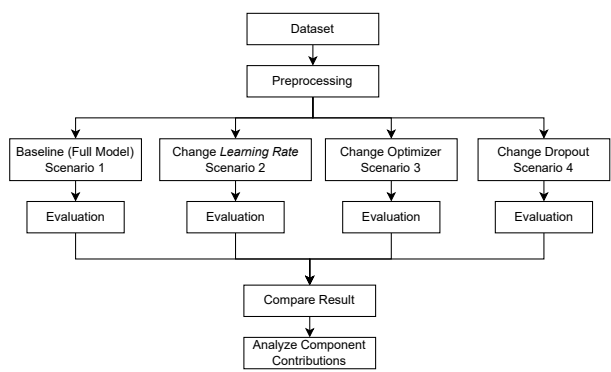 Dataset
Preprocessing
Baseline (Full Model)
Scenario 1
Change Learning Rate
Scenario 2
Change Optimizer
Scenario 3
Change Dropout
Scenario 4
Evaluation
Evaluation
Evaluation
Evaluation
Compare Result
Analyze Component
Contributions